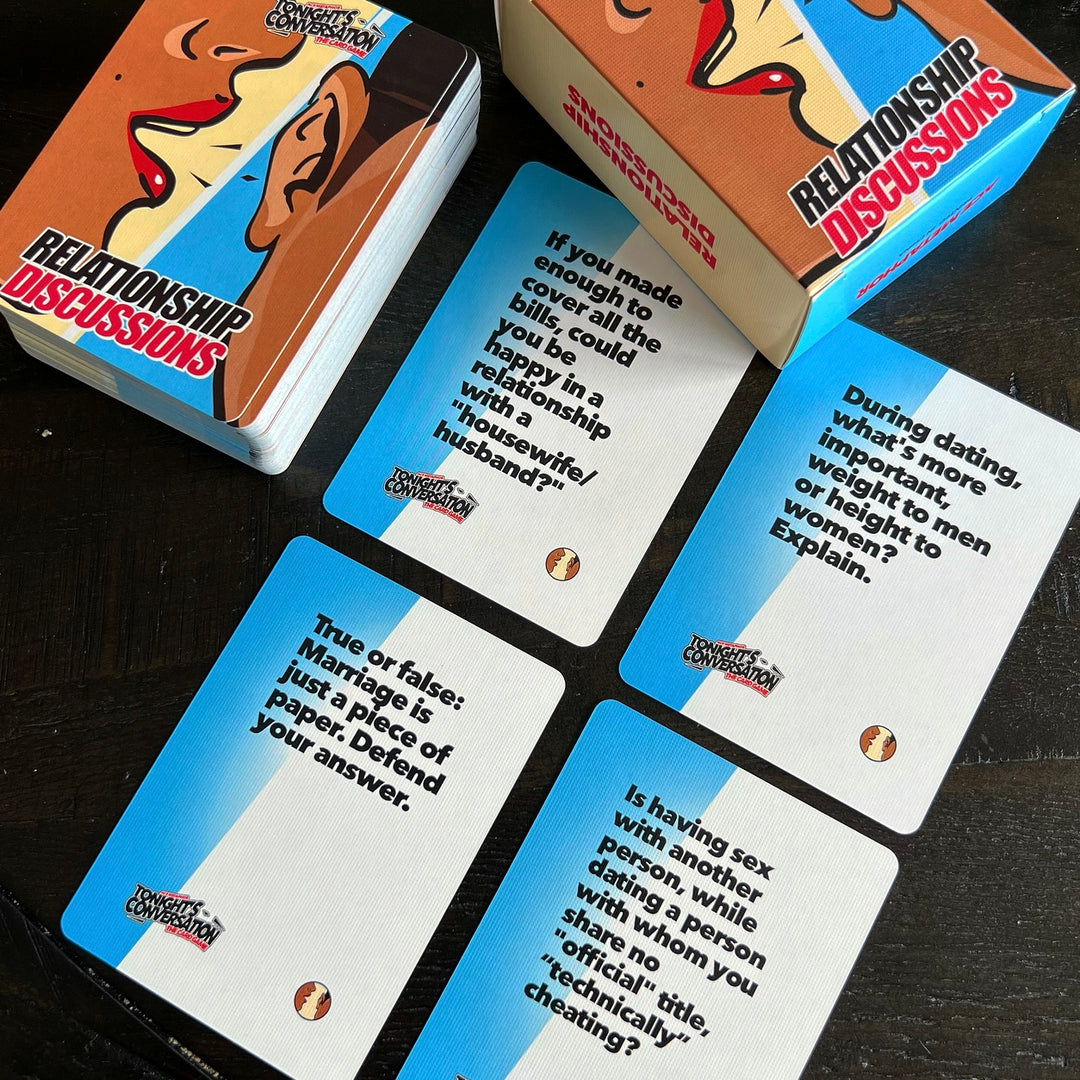 TONIGHT'S
CONVERSATION
THE CARD GAME
RELATIONSHIP
DISCUSSIONS
RELATIONSHIP
DISCUSSIONS
RELATIONSHIP
DISCUSSIONS
If you made
enough to
cover all the
bills, could
you be
happy in a
relationship
with a
"housewife/
husband?"
TONIGHT'S
CONVERSATION
THE CARD GAME
During dating,
what's more
important,
weight to men
or height to
women?
Explain.
TONIGHT'S
CONVERSATION
THE CARD GAME
True or false:
Marriage is
just a piece of
paper. Defend
your answer.
TONIGHT'S
CONVERSATION
THE CARD GAME
Is having sex
with another
person, while
dating a person
with whom you
share no
"official" title,
"technically"
cheating?